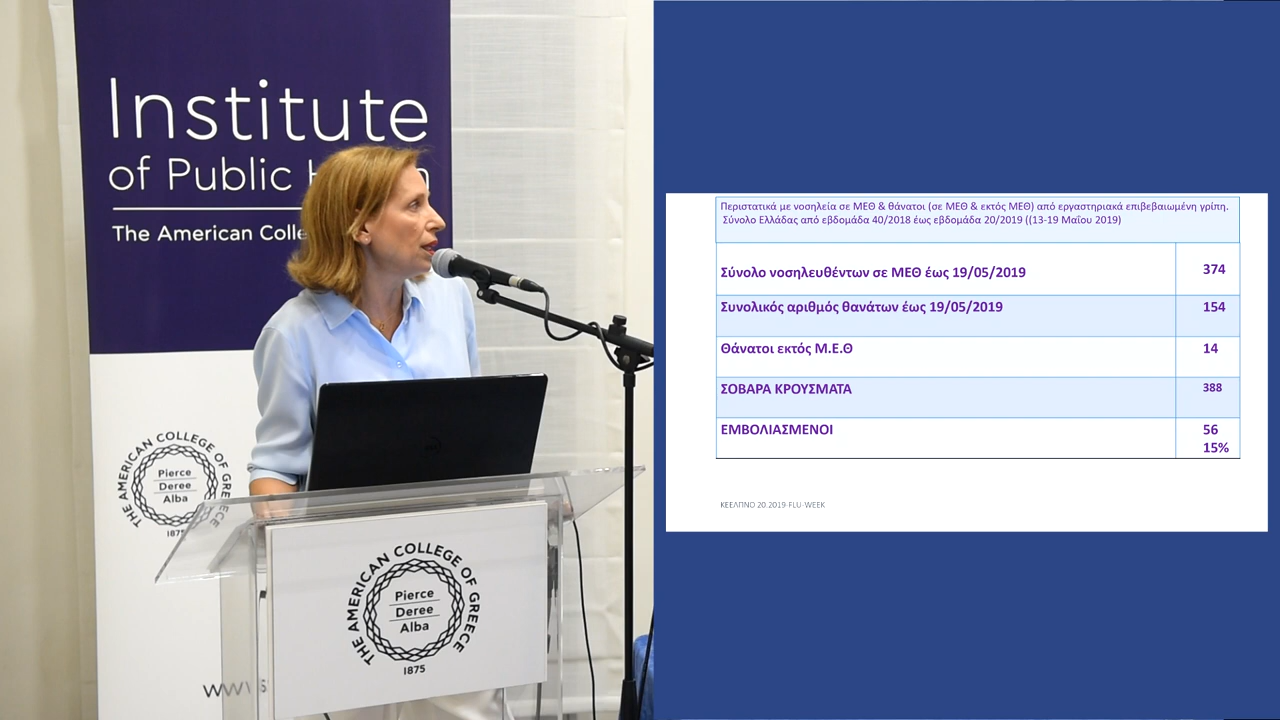 Institute
of Public
The American
THE AMERICAN COLLEGE OF
Pierce
Deree
Alba
1875
THE AMERICAN COLLEGE OF GREECE
Pierce
Deree
Alba
1875
Περιστατικά με νοσηλεία σε ΜΕΘ & θάνατοι (σε ΜΕΘ & εκτός ΜΕΘ) από εργαστηριακά επιβεβαιωμένη γρίπη.
Σύνολο Ελλάδας από εβδομάδα 40/2018 έως εβδομάδα 20/2019 ((13-19 Μαΐου 2019)
Σύνολο νοσηλευθέντων σε ΜΕΘ έως 19/05/2019 374
Συνολικός αριθμός θανάτων έως 19/05/2019 154
Θάνατοι εκτός Μ.Ε.Θ 14
ΣΟΒΑΡΑ ΚΡΟΥΣΜΑΤΑ 388
ΕΜΒΟΛΙΑΣΜΕΝΟΙ 56
15%
ΚΕΕΛΠΝΟ 20.2019-FLU-WEEK